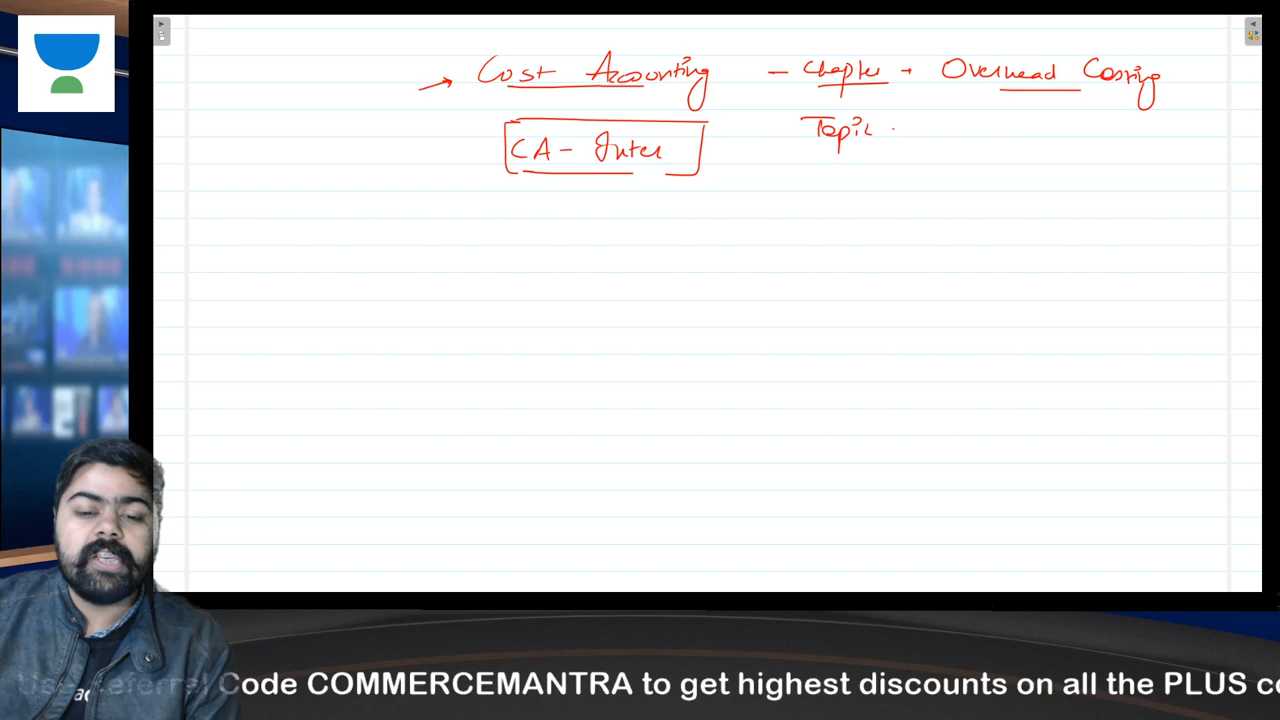 → Cost Accounting - Chapter → Overhead Costing
CA - Inter
Topic
Code COMMERCEMANTRA to get highest discounts on all the PLUS co